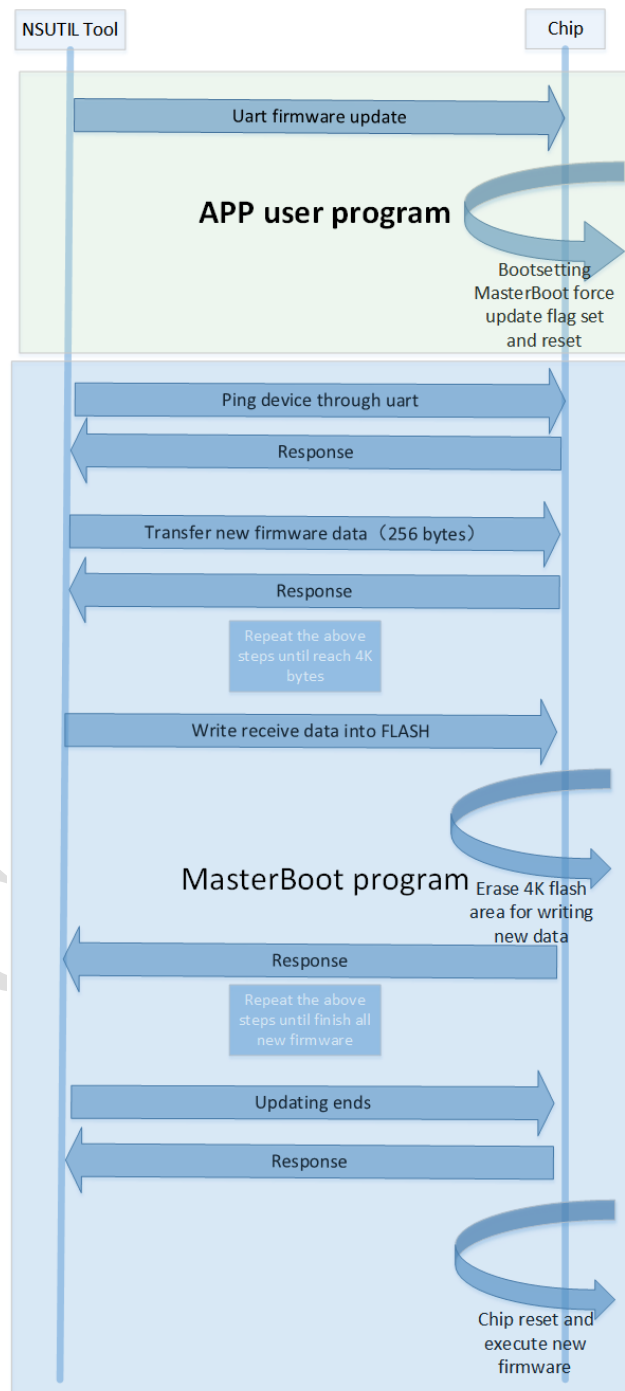 NSUTIL Tool
Chip
Uart firmware update
APP user program
Bootsetting
MasterBoot force
update flag set
and reset
Ping device through uart
Response
Transfer new firmware data（256 bytes）
Response
Repeat the above
steps until reach 4K
bytes
Write receive data into FLASH
MasterBoot program
Erase 4K flash
area for writing
new data
Response
Repeat the above
steps until finish all
new firmware
Updating ends
Response
Chip reset and
execute new
firmware